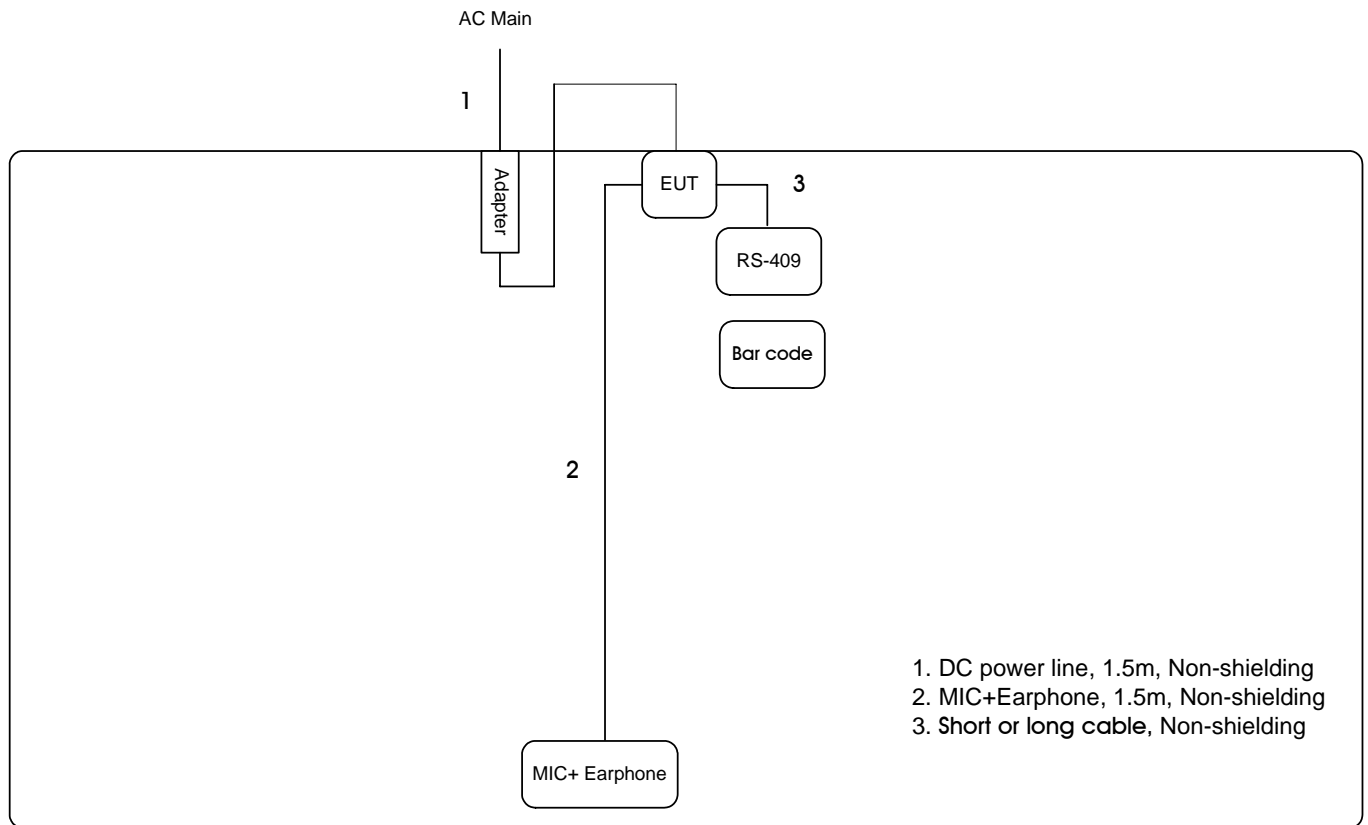 AC Main
1
Adapter
EUT
3
RS-409
Bar code
2
1. DC power line, 1.5m, Non-shielding
2. MIC+Earphone, 1.5m, Non-shielding
3. Short or long cable, Non-shielding
MIC+ Earphone